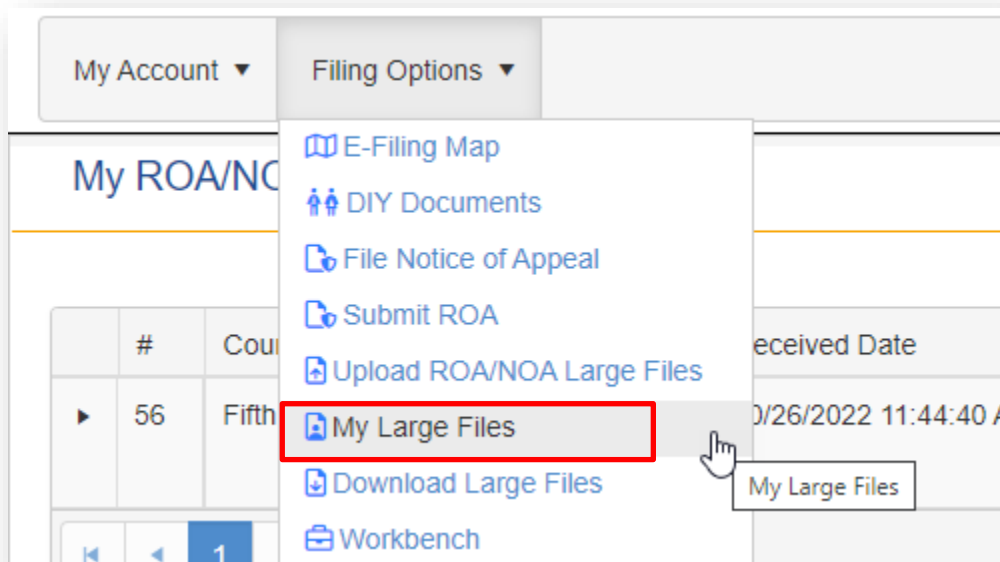 My Account
Filing Options
E-Filing Map
My ROA/NO
DIY Documents
File Notice of Appeal
Submit ROA
# Cou eceived Date
Upload ROA/NOA Large Files
56 Fifth 0/26/2022 11:44:40 A
My Large Files
My Large Files
Download Large Files
Workbench
1